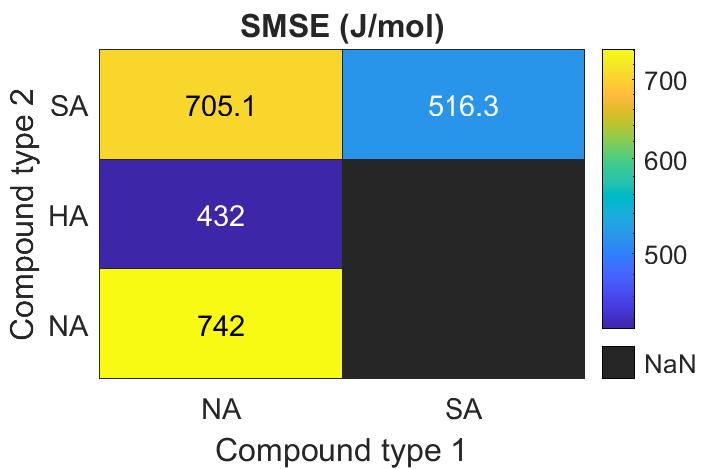 SMSE (J/mol)
Compound type 2
SA
705.1
516.3
HA
432
NA
742
NA
SA
Compound type 1
700
600
500
NaN